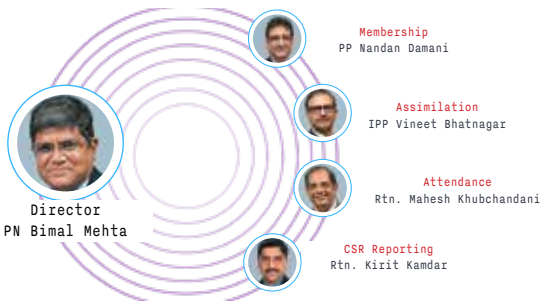 Membership
PP Nandan Damani
Assimilation
IPP Vineet Bhatnagar
Director
PN Bimal Mehta
Attendance
Rtn. Mahesh Khubchandani
CSR Reporting
Rtn. Kirit Kamdar